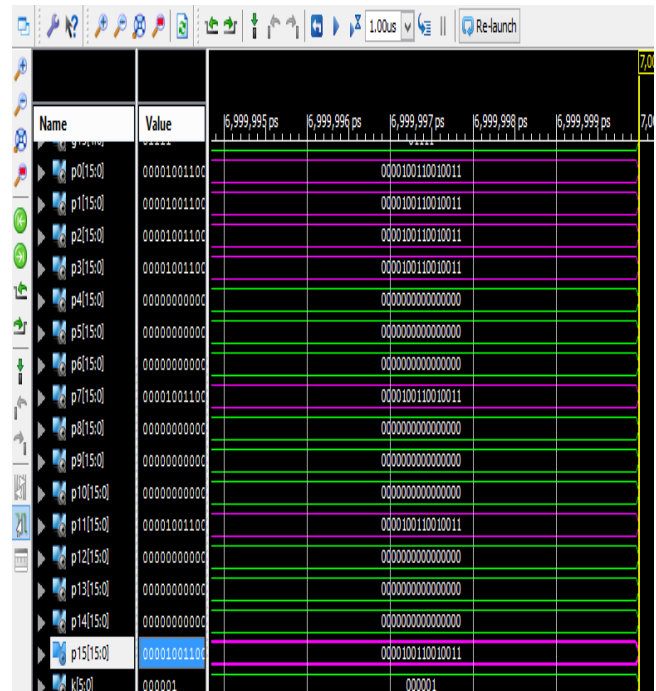 1.00us Re-launch
7,00
Name Value 6,999,995 ps 6,999,996 ps 6,999,997 ps 6,999,998 ps 6,999,999 ps 7,0
p0[15:0] 00001001100 0000100110010011
p1[15:0] 00001001100 0000100110010011
p2[15:0] 00001001100 0000100110010011
p3[15:0] 00001001100 0000100110010011
p4[15:0] 00000000000 0000000000000000
p5[15:0] 00000000000 0000000000000000
p6[15:0] 00000000000 0000000000000000
p7[15:0] 00001001100 0000100110010011
p8[15:0] 00000000000 0000000000000000
p9[15:0] 00000000000 0000000000000000
p10[15:0] 00000000000 0000000000000000
p11[15:0] 00001001100 0000100110010011
p12[15:0] 00000000000 0000000000000000
p13[15:0] 00000000000 0000000000000000
p14[15:0] 00000000000 0000000000000000
p15[15:0] 00001001100 0000100110010011
k[5:0] 000001 000001